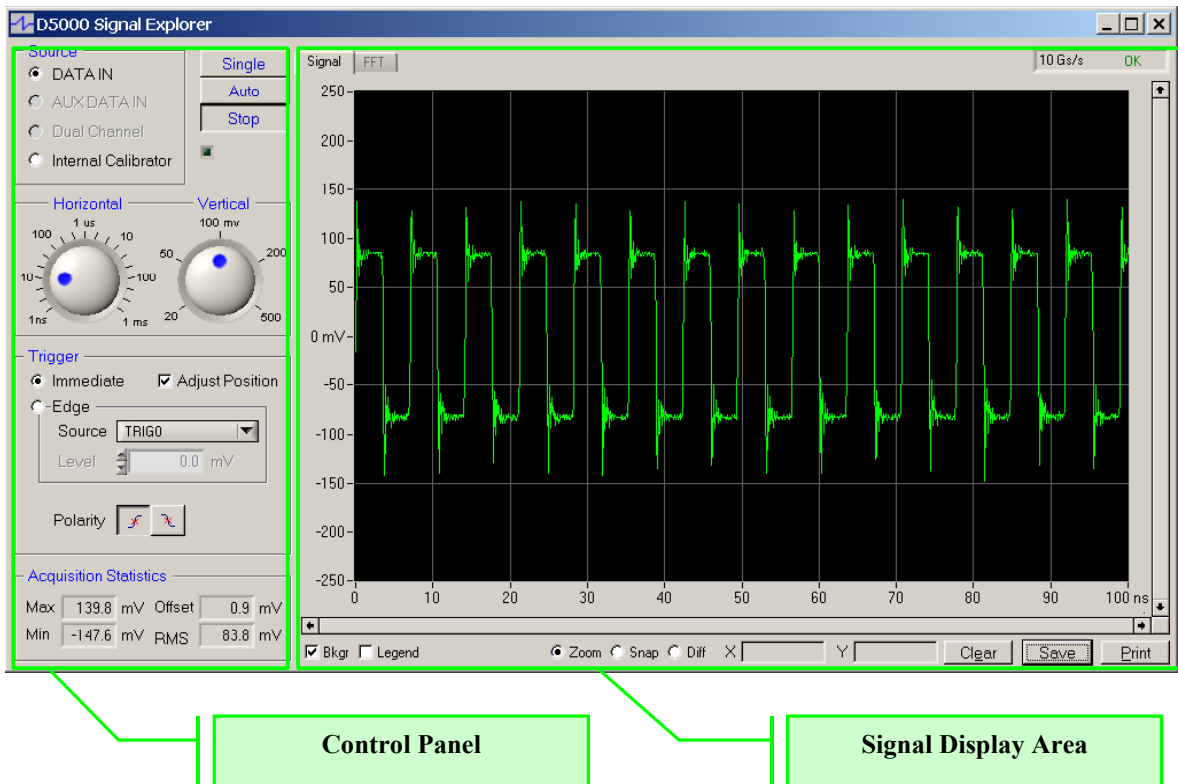 D5000 Signal Explorer
Source
DATA IN
AUX DATA IN
Dual Channel
Internal Calibrator
Single
Auto
Stop
Horizontal
1 us
100
10
10
100
1ns
1 ms
Vertical
100 mv
50
200
20
500
Trigger
Immediate
Adjust Position
Edge
Source TRIG0
Level 0.0 mV
Polarity
Acquisition Statistics
Max 139.8 mV Offset 0.9 mV
Min -147.6 mV RMS 83.8 mV
Signal FFT
10 Gs/s OK
250
200
150
100
50
0 mV
-50
-100
-150
-200
-250
0 10 20 30 40 50 60 70 80 90 100 ns
Bkgr Legend Zoom Snap Diff X Y Clear Save Print
Control Panel
Signal Display Area